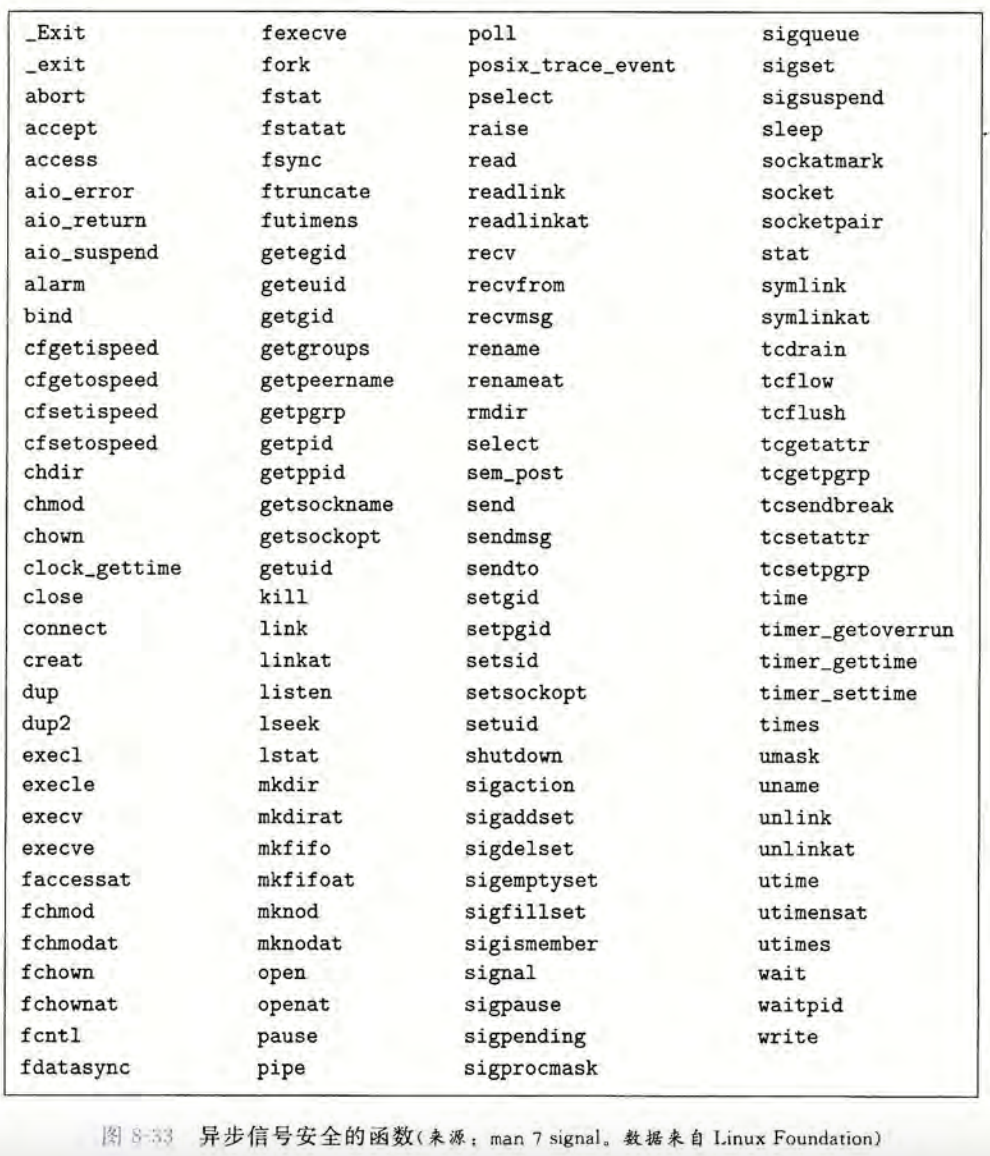 _Exit fexecve poll sigqueue
_exit fork posix_trace_event sigset
abort fstat pselect sigsuspend
accept fstatat raise sleep
access fsync read sockatmark
aio_error ftruncate readlink socket
aio_return futimens readlinkat socketpair
aio_suspend getegid recv stat
alarm geteuid recvfrom symlink
bind getgid recvmsg symlinkat
cfgetispeed getgroups rename tcdrain
cfgetospeed getpeername renameat tcflow
cfsetispeed getpgrp rmdir tcflush
cfsetospeed getpid select tcgetattr
chdir getppid sem_post tcgetpgrp
chmod getsockname send tcsendbreak
chown getsockopt sendmsg tcsetattr
clock_gettime getuid sendto tcsetpgrp
close kill setgid time
connect link setpgid timer_getoverrun
creat linkat setsid timer_gettime
dup listen setsockopt timer_settime
dup2 lseek setuid times
execl lstat shutdown umask
execle mkdir sigaction uname
execv mkdirat sigaddset unlink
execve mkfifo sigdelset unlinkat
faccessat mkfifoat sigemptyset utime
fchmod mknod sigfillset utimensat
fchmodat mknodat sigismember utimes
fchown open signal wait
fchownat openat sigpause waitpid
fcntl pause sigpending write
fdatasync pipe sigprocmask
图 8-33 异步信号安全的函数(来源：man 7 signal。数据来自 Linux Foundation)